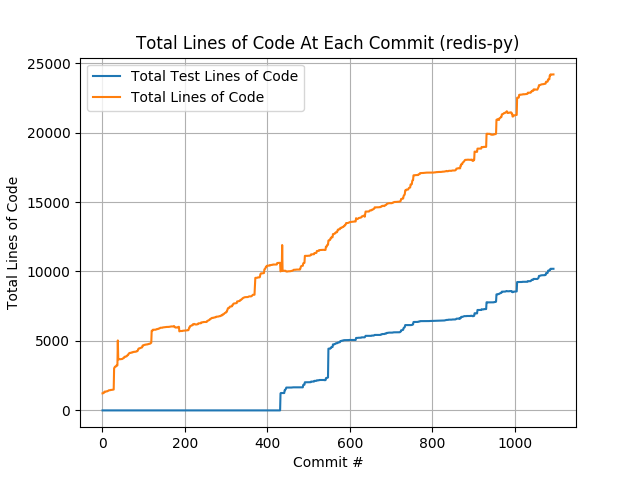 Total Lines of Code At Each Commit (redis-py)
Total Test Lines of Code
Total Lines of Code
Total Lines of Code
25000
20000
15000
10000
5000
0
0 200 400 600 800 1000
Commit #